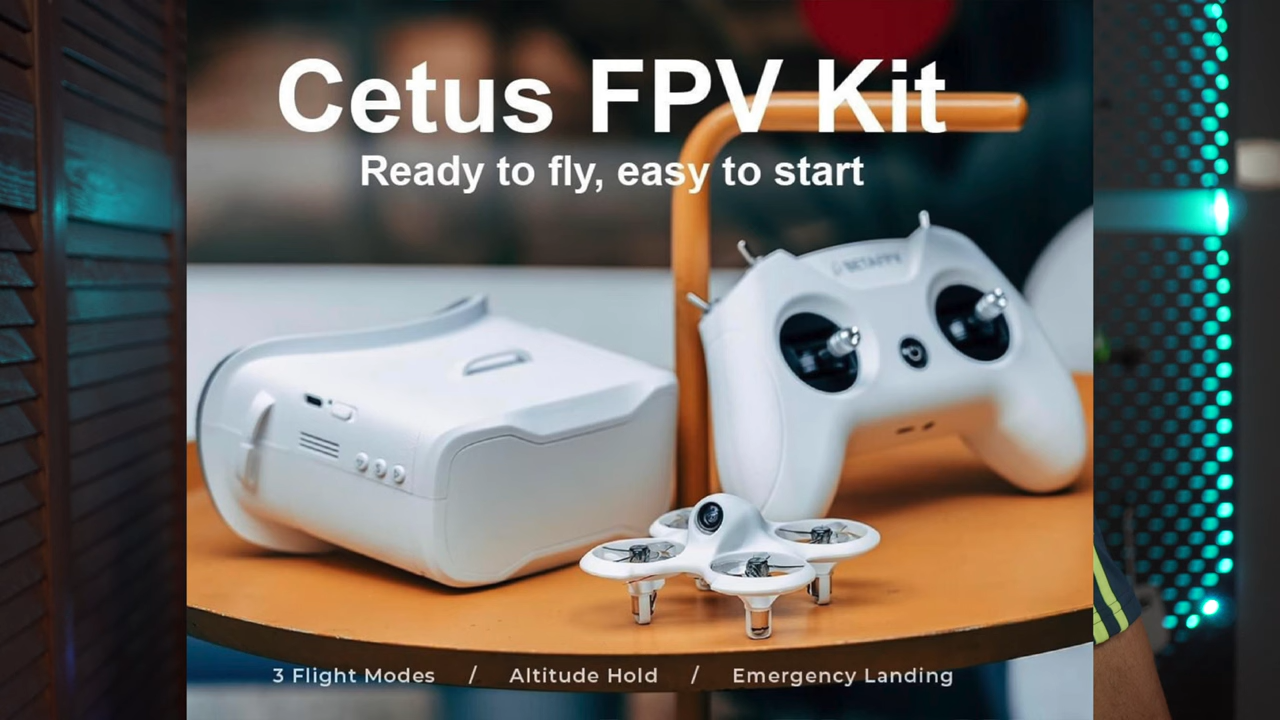 Cetus FPV Kit
Ready to fly, easy to start
BETAFPV
3 Flight Modes / Altitude Hold / Emergency Landing